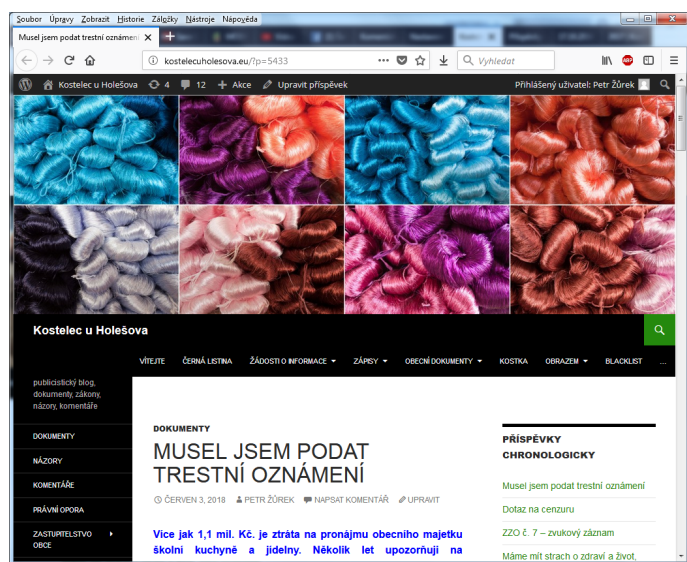 Soubor Úpravy Zobrazit Historie Záložky Nástroje Nápověda
Musel jsem podat trestní oznámení
kostelecuholesova.eu/?p=5433
Vyhledat
ABP
Kostelec u Holešova 4 12 + Akce Upravit příspěvek Přihlášený uživatel: Petr Žůrek
Kostelec u Holešova
VÍTEJTE ČERNÁ LISTINA ŽÁDOSTI O INFORMACE ZÁPISY OBECNÍ DOKUMENTY KOSTKA OBRAZEM BLACKLIST ...
publicistický blog,
dokumenty, zákony,
názory, komentáře
DOKUMENTY
NÁZORY
KOMENTÁŘE
PRÁVNÍ OPORA
ZASTUPITELSTVO
OBCE
DOKUMENTY
MUSEL JSEM PODAT
TRESTNÍ OZNÁMENÍ
ČERVEN 3, 2018 PETR ŽŮREK NAPSAT KOMENTÁŘ UPRAVIT
Více jak 1,1 mil. Kč. je ztráta na pronájmu obecního majetku
školní kuchyně a jídelny. Několik let upozorňuji na
PŘÍSPĚVKY
CHRONOLOGICKY
Musel jsem podat trestní oznámení
Dotaz na cenzuru
ZZO č. 7 – zvukový záznam
Máme mít strach o zdraví a život,